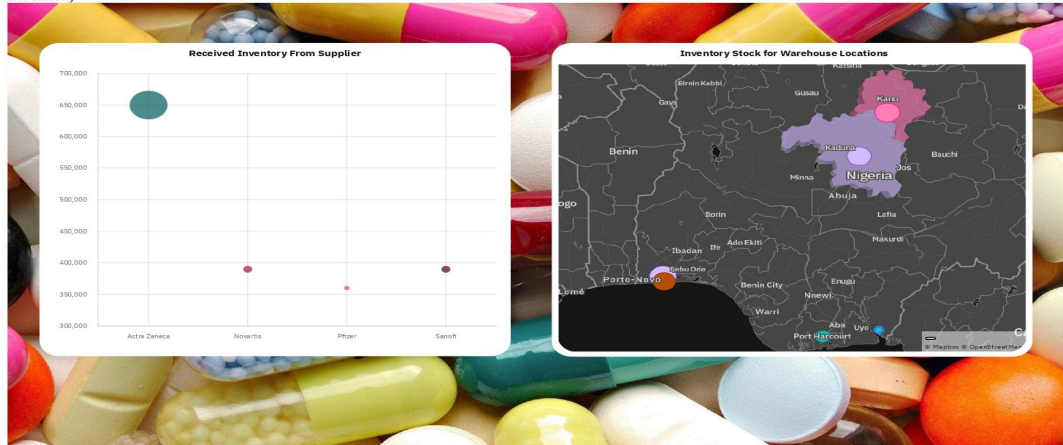 Received Inventory From Supplier
700,000
650,000
600,000
550,000
500,000
450,000
400,000
350,000
300,000
Astra Zeneca
Novartis
Pfizer
Sanofi
Inventory Stock for Warehouse Locations
Katsina
Birnin Kebbi
Gusau
Gaya
Kano
Benin
Kaduna
Bauchi
Jos
Minna
Nigeria
Abuja
Lafia
Ilorin
Makurdi
Ado Ekiti
Ife
Ibadan
Ijebu Ode
Porto-Novo
Lomé
Enugu
Benin City
Nnewi
Warri
Aba
Uyo
Port Harcourt
© Mapbox © OpenStreetMap